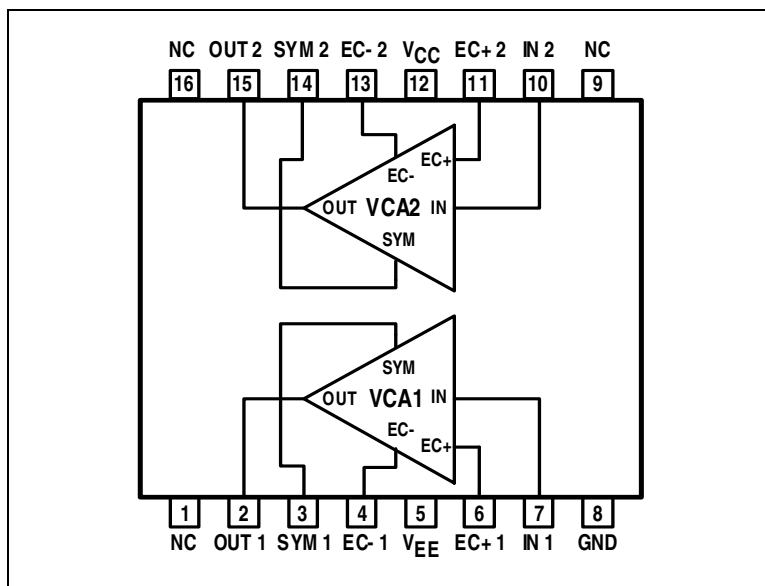 NC OUT 2 SYM 2 EC- 2 VCC EC+ 2 IN 2 NC
16 15 14 13 12 11 10 9
EC+
EC-
OUT VCA2 IN
SYM
SYM
OUT VCA1 IN
EC-
EC+
1 2 3 4 5 6 7 8
NC OUT 1 SYM 1 EC- 1 VEE EC+ 1 IN 1 GND